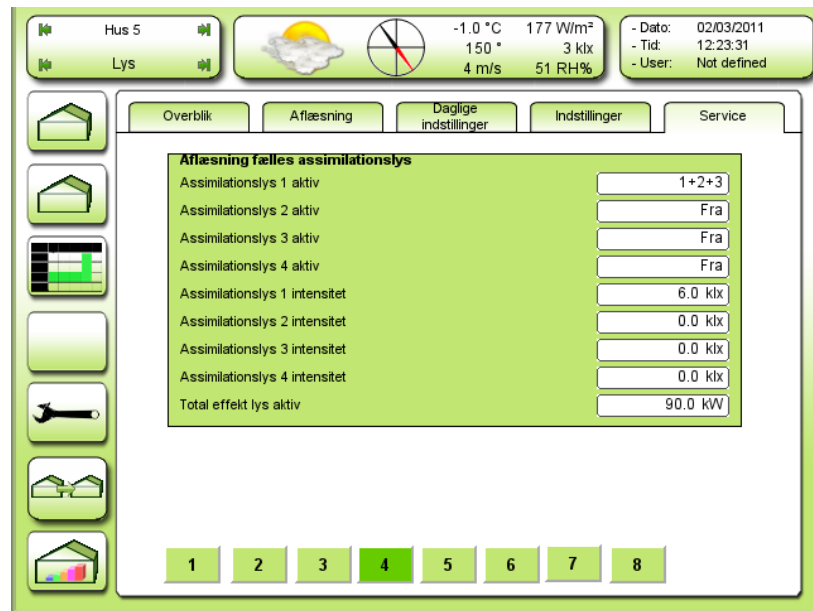 Hus 5
Lys
-1.0 °C 177 W/m²
150 ° 3 klx
4 m/s 51 RH%
- Dato: 02/03/2011
- Tid: 12:23:31
- User: Not defined
Overblik
Aflæsning
Daglige
indstillinger
Indstillinger
Service
Aflæsning fælles assimilationslys
Assimilationslys 1 aktiv 1+2+3
Assimilationslys 2 aktiv Fra
Assimilationslys 3 aktiv Fra
Assimilationslys 4 aktiv Fra
Assimilationslys 1 intensitet 6.0 klx
Assimilationslys 2 intensitet 0.0 klx
Assimilationslys 3 intensitet 0.0 klx
Assimilationslys 4 intensitet 0.0 klx
Total effekt lys aktiv 90.0 kW
1 2 3 4 5 6 7 8